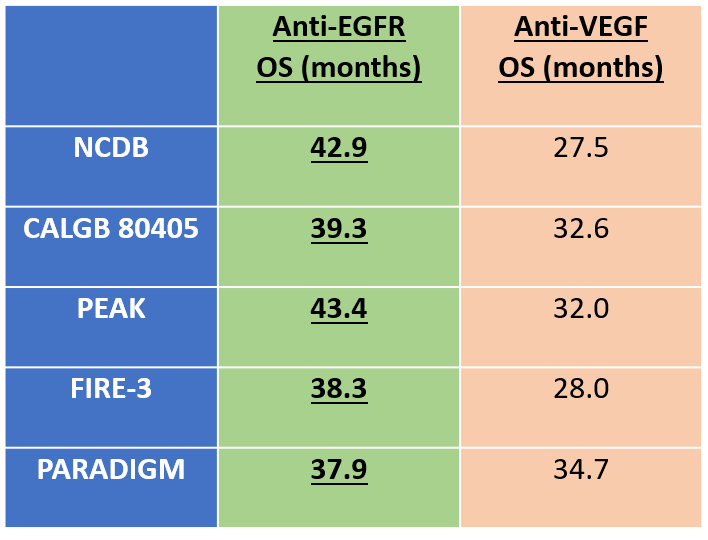 Anti-EGFR
OS (months)
Anti-VEGF
OS (months)
NCDB 42.9 27.5
CALGB 80405 39.3 32.6
PEAK 43.4 32.0
FIRE-3 38.3 28.0
PARADIGM 37.9 34.7